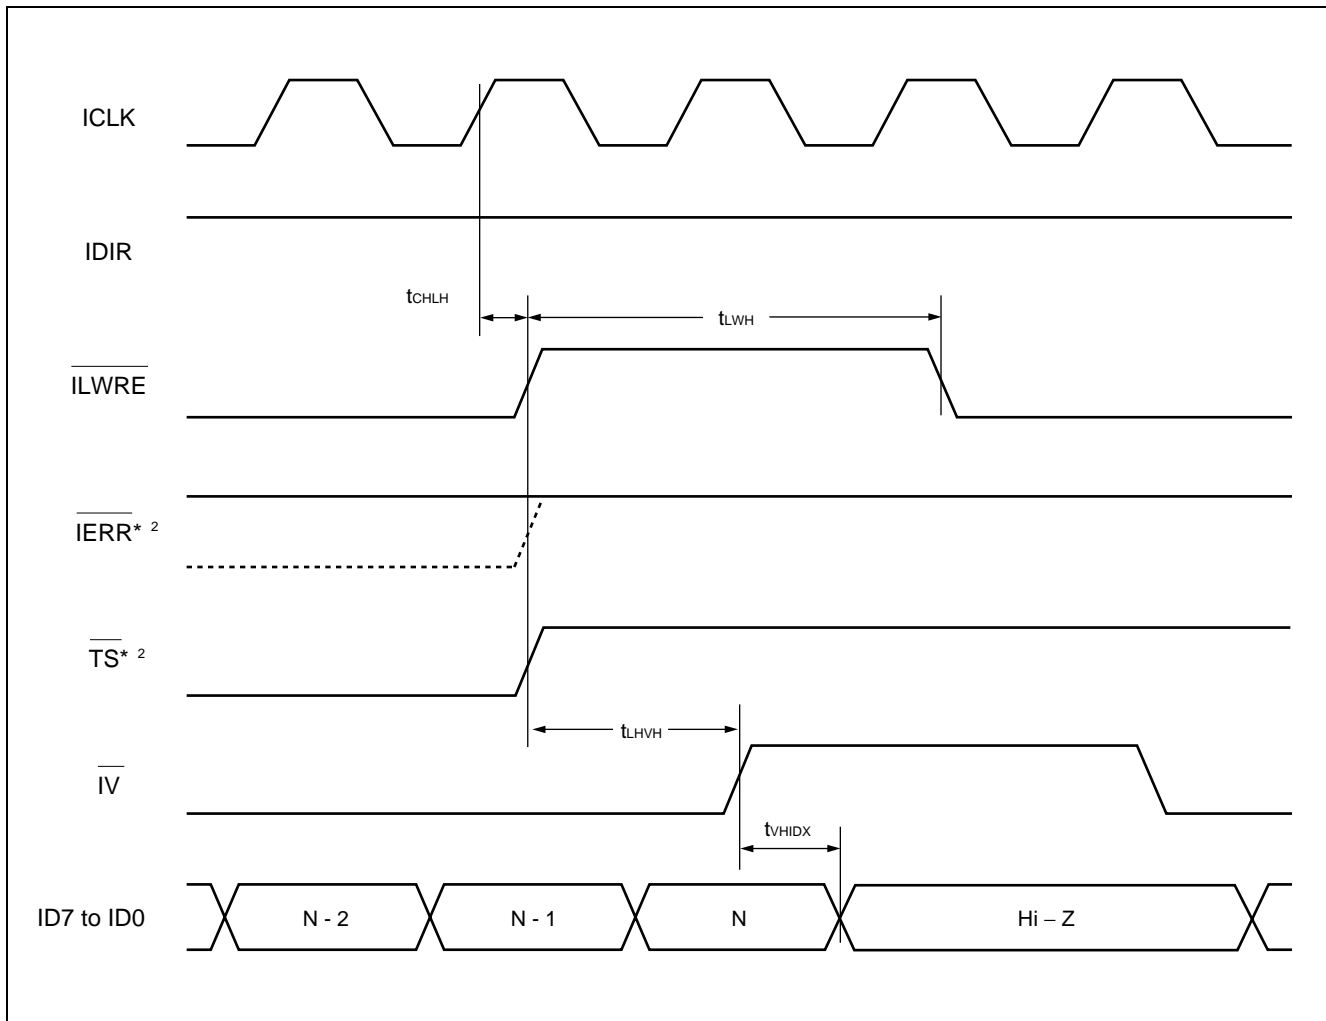 ICLK
IDIR
tCHLH
tLWH
ILWRE
IERR* 2
TS* 2
tLHVH
IV
tVHIDX
ID7 to ID0
N - 2
N - 1
N
Hi – Z